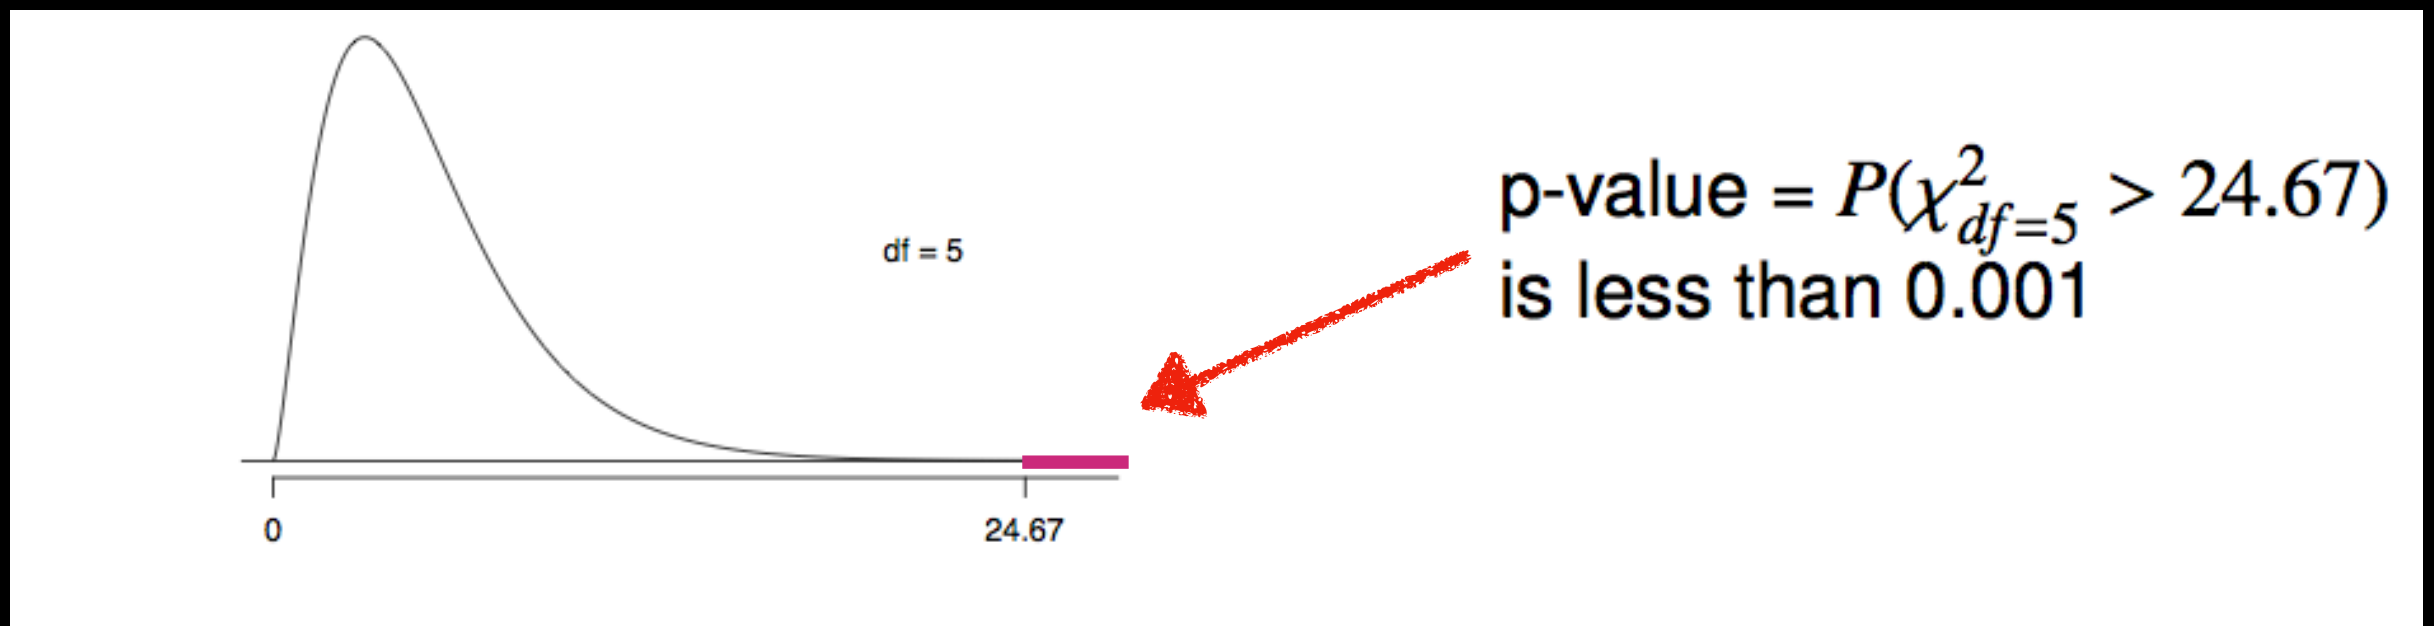 p-value = P(χ²df=5 > 24.67)
is less than 0.001
df = 5
0
24.67